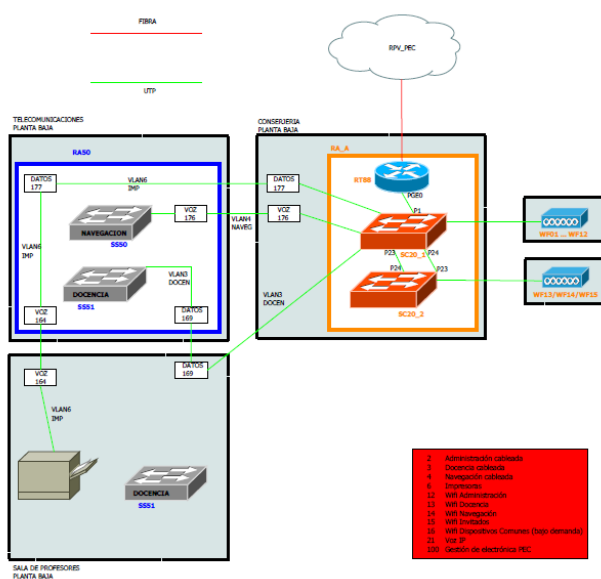 FIBRA
UTP
RPV_PEC
TELECOMUNICACIONES
PLANTA BAJA
CONSERJERIA
PLANTA BAJA
RA50
RA_A
DATOS
177
VLAN6
IMP
DATOS
177
RT88
PGE0
VOZ
176
VLAN4
NAVEG
VOZ
176
P1
NAVEGACION
SS50
VLAN6
IMP
WF01 ... WF12
SC20_1
P23
P24
VLAN3
DOCEN
P24
P23
DOCENCIA
SS51
VLAN3
DOCEN
WF13/WF14/WF15
VOZ
164
DATOS
169
SC20_2
VOZ
164
DATOS
169
VLAN6
IMP
DOCENCIA
SS51
2 Administración cableada
3 Docencia cableada
4 Navegación cableada
6 Impresoras
12 Wifi Administración
13 Wifi Docencia
14 Wifi Navegación
15 Wifi Invitados
16 Wifi Dispositivos Comunes (bajo demanda)
21 Voz IP
100 Gestión de electrónica PEC
SALA DE PROFESORES
PLANTA BAJA